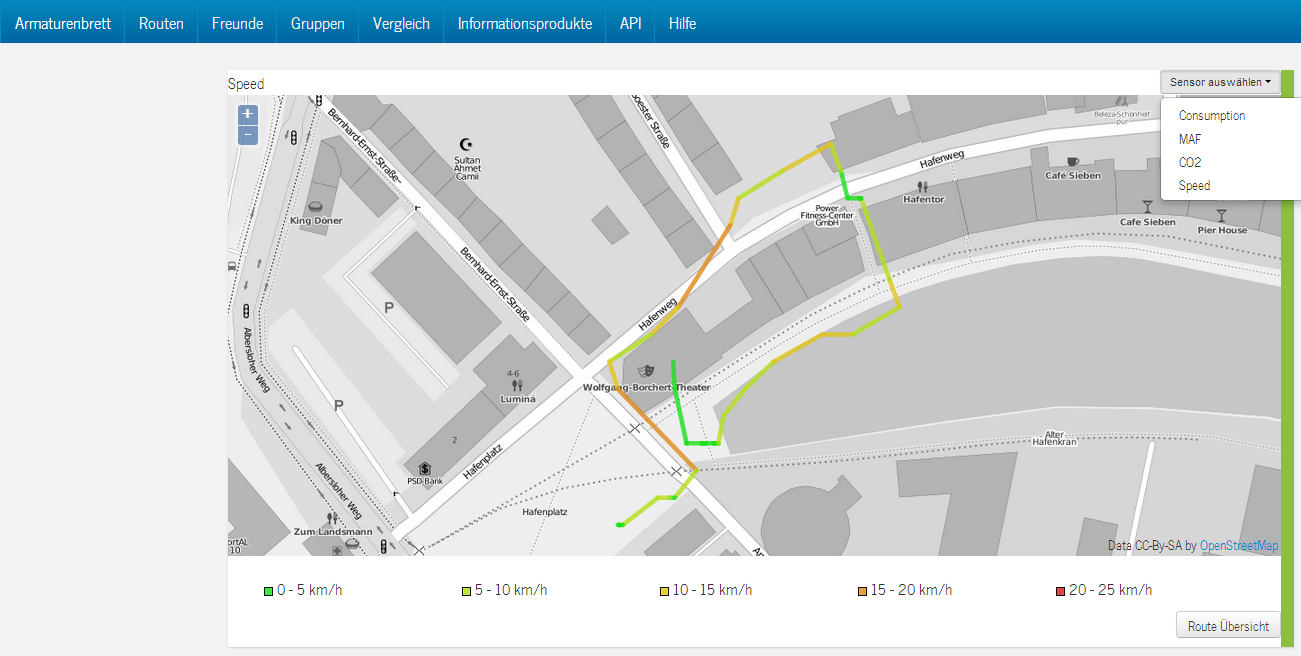 Armaturenbrett Routen Freunde Gruppen Vergleich Informationsprodukte API Hilfe
Speed
Sensor auswählen
Consumption
MAF
CO2
Speed
+
−
Bernhard-Ernst-Straße
oester Straße
Beleza-Schönheit
pur
Sultan
Ahmet
Camii
Hafenweg
Café Sieben
King Döner
Hafentor
Power
Fitness-Center
GmbH
Cafe Sieben
Pier House
Bernhard-Ernst-Straße
P
Hafenweg
Albersloher Weg
4-6
Luminá
Wolfgang-Borchert-Theater
P
2
Hafenplatz
Alter
Hafenkran
PSD-Bank
Albersloher Weg
Hafenplatz
Zum Landsmann
ortAL
10
Data CC-By-SA by OpenStreetMap
0 - 5 km/h 5 - 10 km/h 10 - 15 km/h 15 - 20 km/h 20 - 25 km/h
Route Übersicht